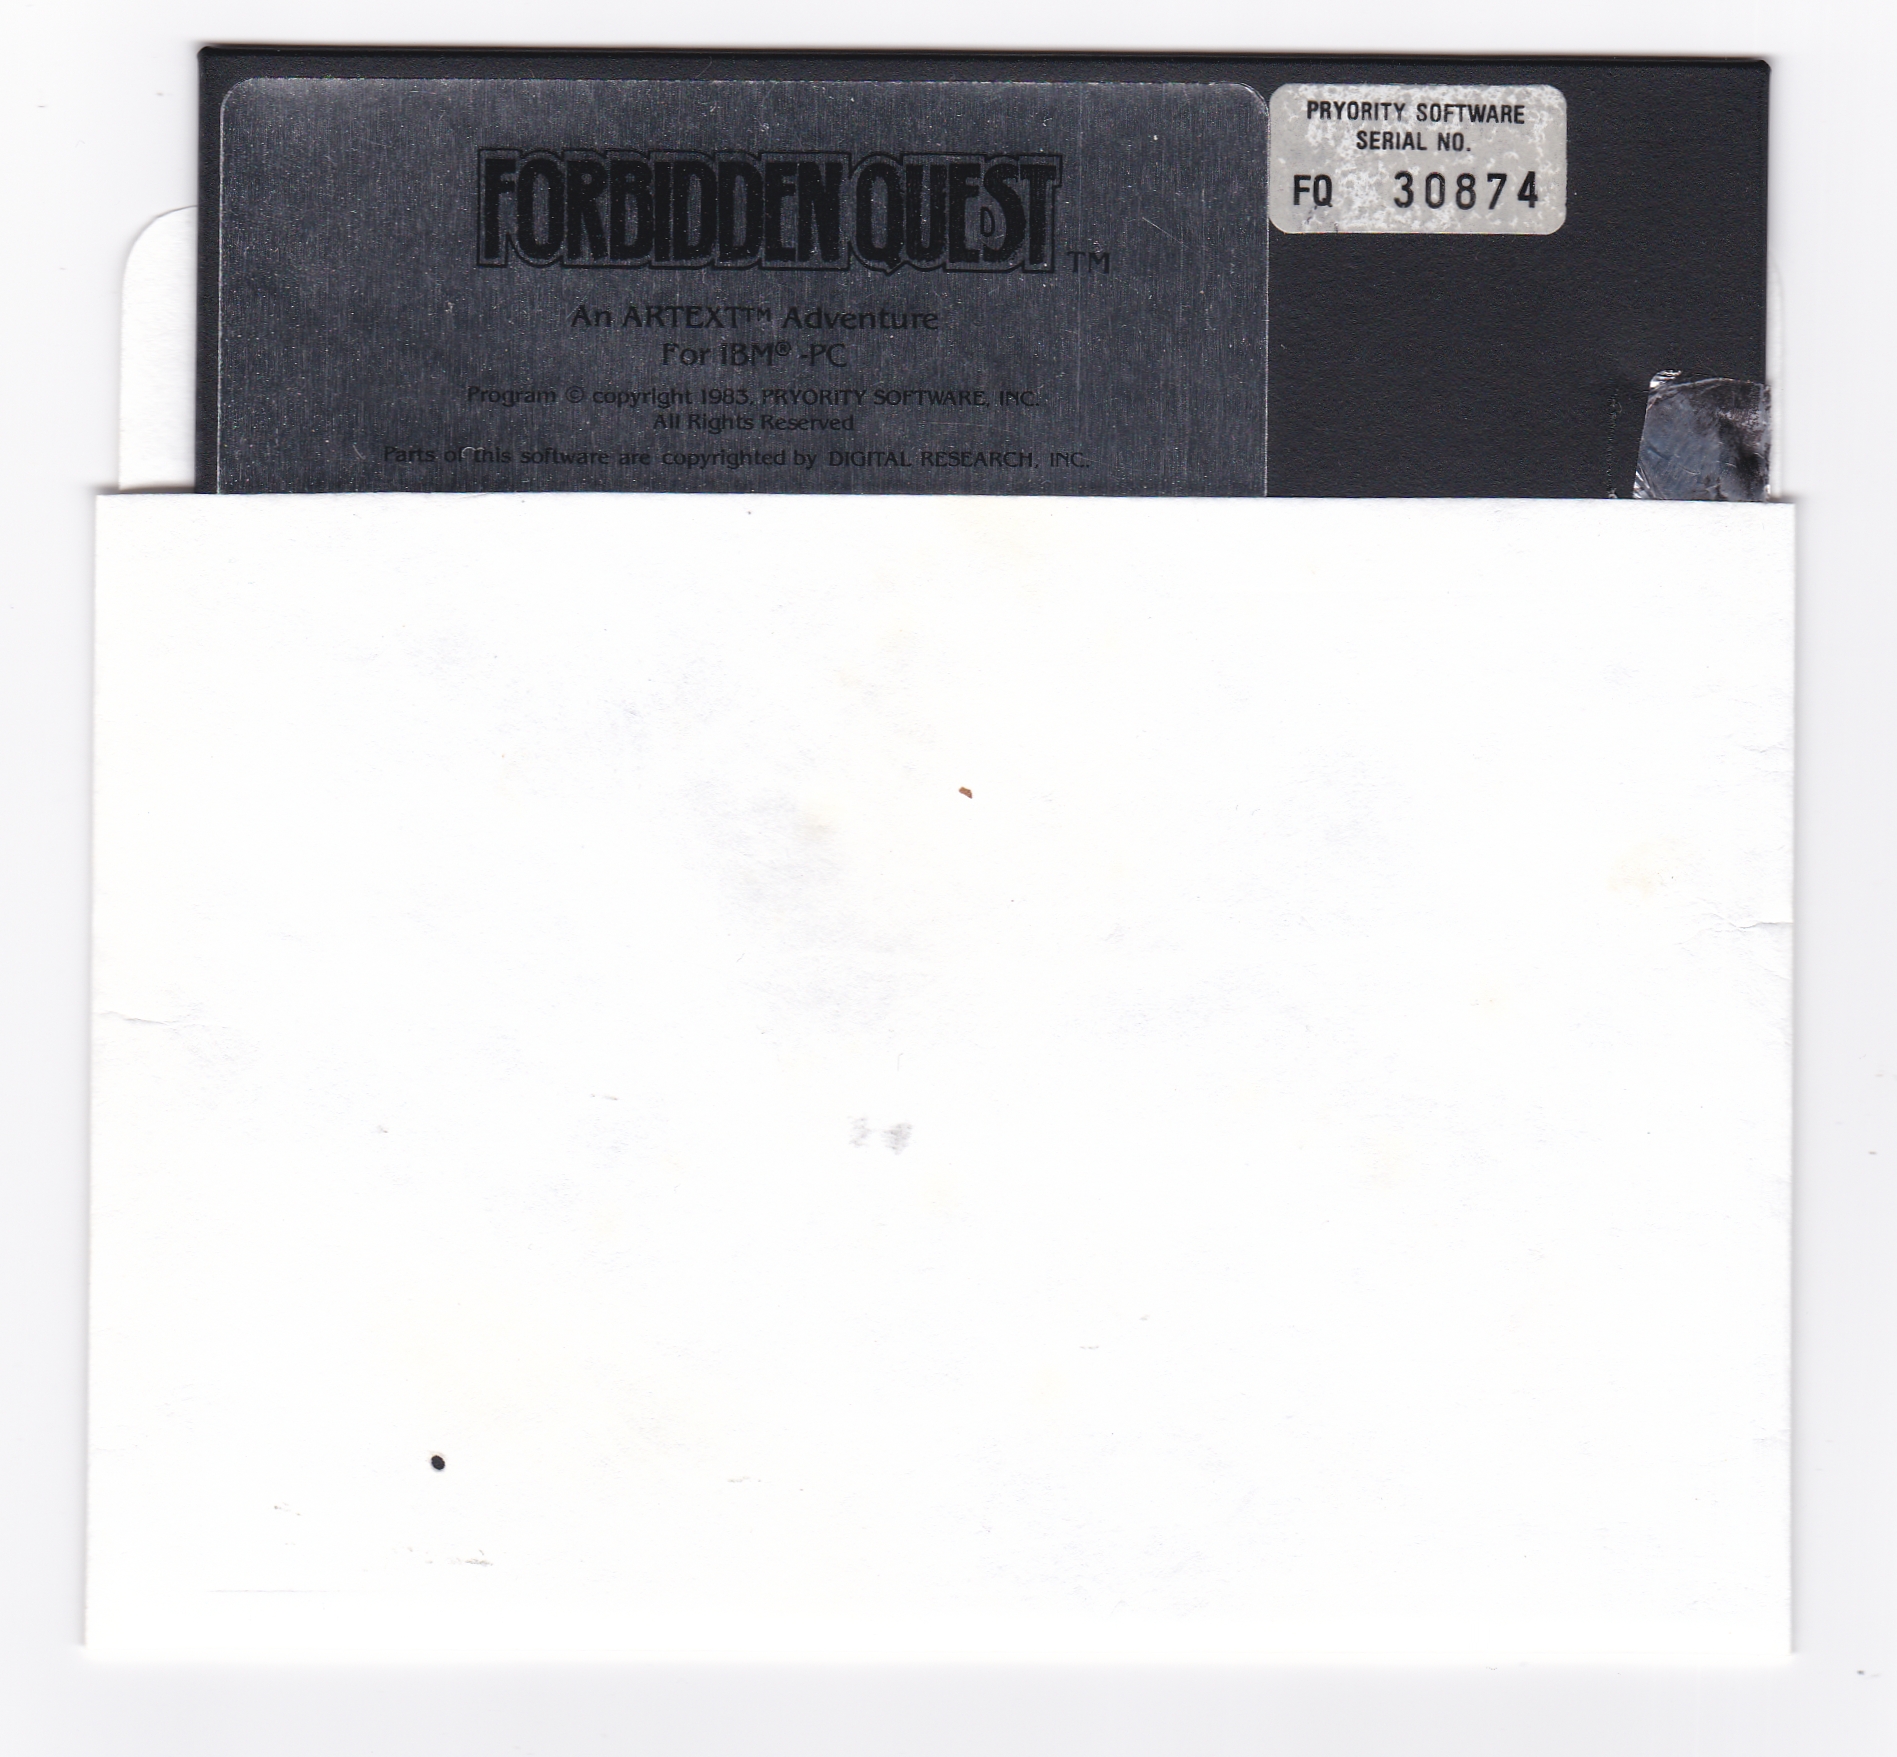 FORBIDDEN QUEST™
An ARTEXT™ Adventure
For IBM® -PC
Program © copyright 1983, PRYORITY SOFTWARE, INC.
All Rights Reserved
Parts of this software are copyrighted by DIGITAL RESEARCH, INC.
PRYORITY SOFTWARE
SERIAL NO.
FQ 30874